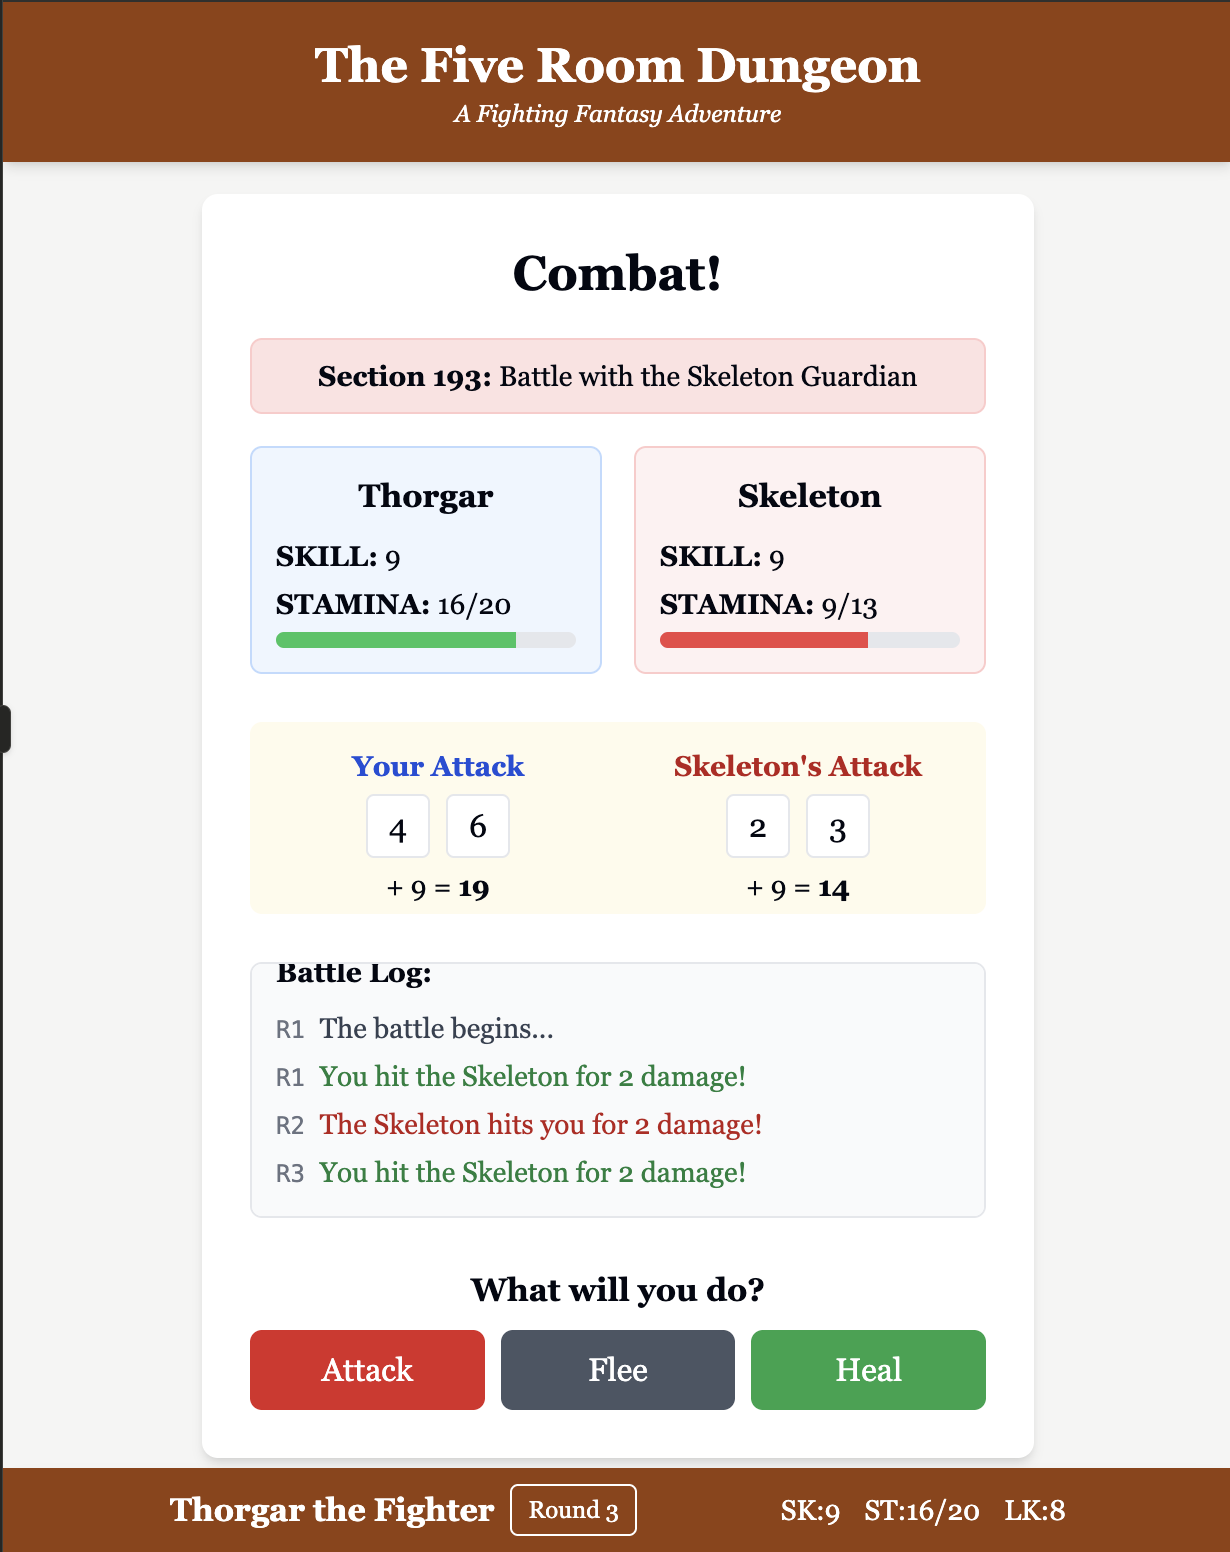 The Five Room Dungeon
A Fighting Fantasy Adventure
Combat!
Section 193: Battle with the Skeleton Guardian
Thorgar
SKILL: 9
STAMINA: 16/20
Skeleton
SKILL: 9
STAMINA: 9/13
Your Attack
4 6
+ 9 = 19
Skeleton's Attack
2 3
+ 9 = 14
Battle Log:
R1 The battle begins...
R1 You hit the Skeleton for 2 damage!
R2 The Skeleton hits you for 2 damage!
R3 You hit the Skeleton for 2 damage!
What will you do?
Attack
Flee
Heal
Thorgar the Fighter Round 3 SK:9 ST:16/20 LK:8